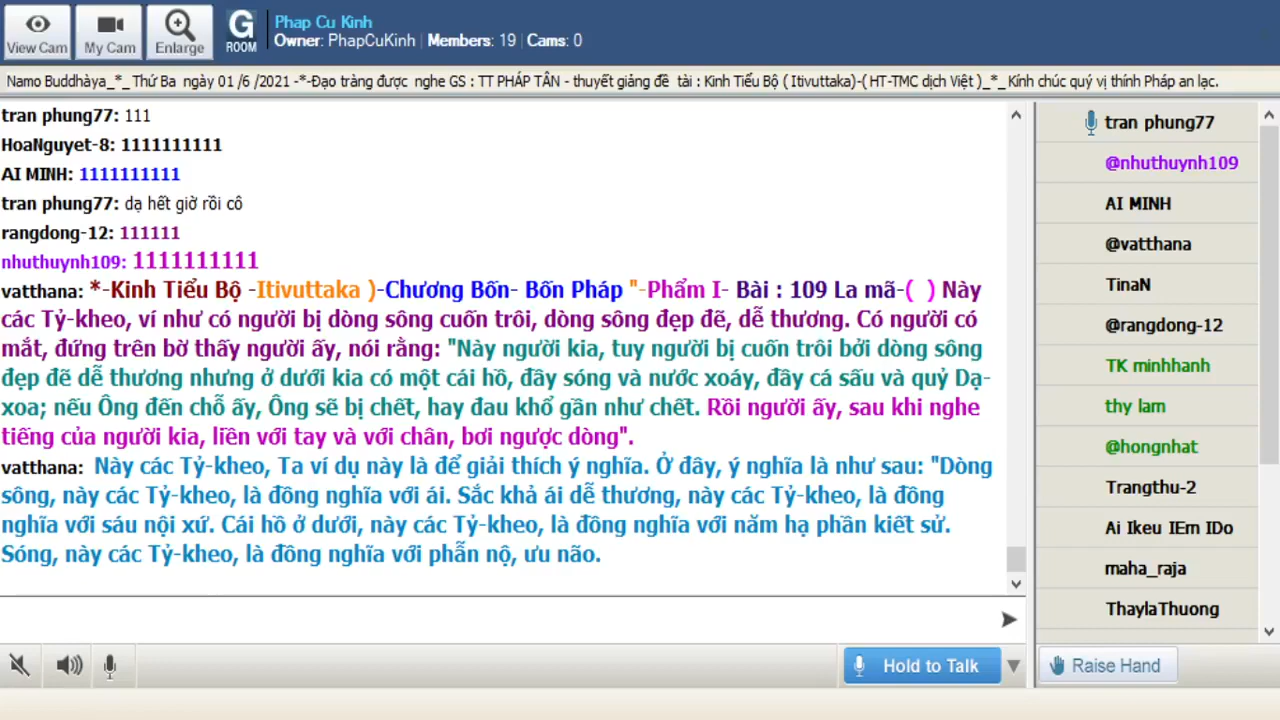 View Cam
My Cam
Enlarge
G
ROOM
Phap Cu Kinh
Owner: PhapCuKinh | Members: 19 | Cams: 0
Namo Buddhàya_*_Thứ Ba ngày 01 /6 /2021 -*-Đạo tràng được nghe GS : TT PHÁP TÂN - thuyết giảng đề tài : Kinh Tiểu Bộ ( Itivuttaka)-( HT-TMC dịch Việt )_*_ Kính chúc quý vị thính Pháp an lạc.
tran phung77: 111
HoaNguyet-8: 1111111111
AI MINH: 1111111111
tran phung77: dạ hết giờ rồi cô
rangdong-12: 111111
nhuthuynh109: 1111111111
vatthana: *-Kinh Tiểu Bộ -Itivuttaka )-Chương Bốn- Bốn Pháp "-Phẩm I- Bài : 109 La mã-( ) Này
các Tỷ-kheo, ví như có người bị dòng sông cuốn trôi, dòng sông đẹp đẽ, dễ thương. Có người có
mắt, đứng trên bờ thấy người ấy, nói rằng: "Này người kia, tuy người bị cuốn trôi bởi dòng sông
đẹp đẽ dễ thương nhưng ở dưới kia có một cái hồ, đầy sóng và nước xoáy, đầy cá sấu và quỷ Dạ-
xoa; nếu Ông đến chỗ ấy, Ông sẽ bị chết, hay đau khổ gần như chết. Rồi người ấy, sau khi nghe
tiếng của người kia, liền với tay và với chân, bơi ngược dòng".
vatthana: Này các Tỷ-kheo, Ta ví dụ này là để giải thích ý nghĩa. Ở đây, ý nghĩa là như sau: "Dòng
sông, này các Tỷ-kheo, là đồng nghĩa với ái. Sắc khả ái dễ thương, này các Tỷ-kheo, là đồng
nghĩa với sáu nội xứ. Cái hồ ở dưới, này các Tỷ-kheo, là đồng nghĩa với năm hạ phần kiết sử.
Sóng, này các Tỷ-kheo, là đồng nghĩa với phẫn nộ, ưu não.
tran phung77
@nhuthuynh109
AI MINH
@vatthana
TinaN
@rangdong-12
TK minhhanh
thy lam
@hongnhat
Trangthu-2
Ai Ikeu IEm IDo
maha_raja
ThaylaThuong
Hold to Talk
Raise Hand